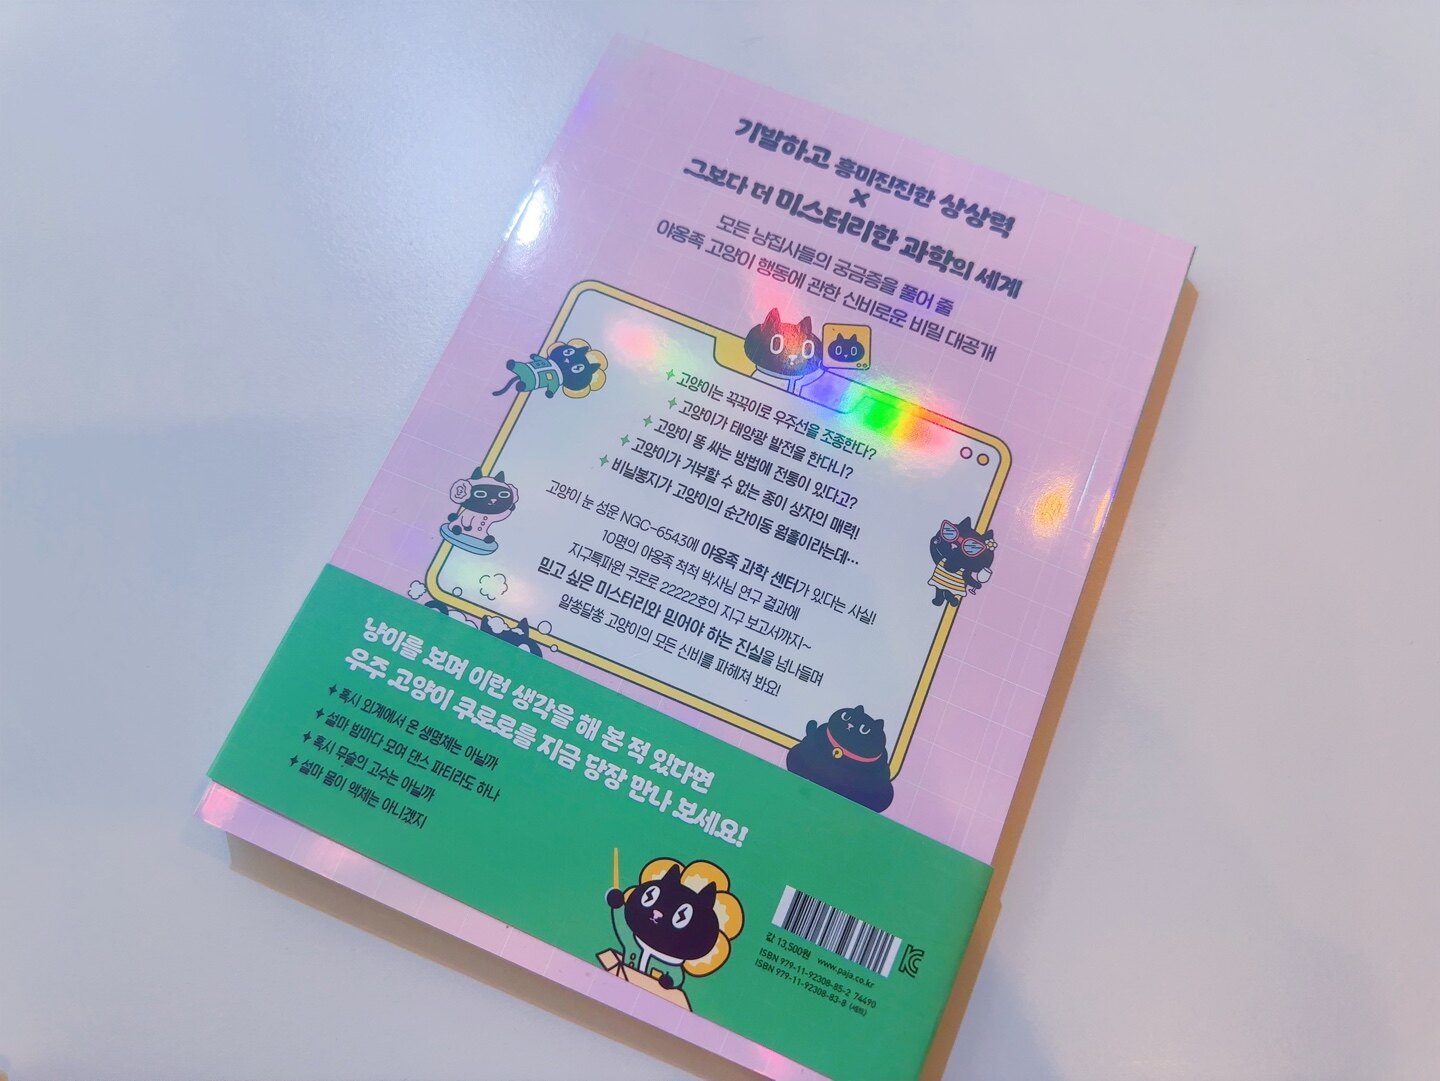 기발하고 흥미진진한 상상력
×
그보다 더 미스터리한 과학의 세계
모든 냥집사들의 궁금증을 풀어 줄
야옹족 고양이 행동에 관한 신비로운 비밀 대공개
고양이는 꾹꾹이로 우주선을 조종한다?
고양이가 태양광 발전을 한다니?
고양이 똥 싸는 방법에 전통이 있다고?
고양이가 거부할 수 없는 종이 상자의 매력!
비닐봉지가 고양이의 순간이동 웜홀이라는데…
고양이 눈 성운 NGC-6543에 야옹족 과학 센터가 있다는 사실!
10명의 야옹족 척척 박사님 연구 결과에
지구특파원 쿠로로 22222호의 지구 보고서까지~
믿고 싶은 미스터리와 믿어야 하는 진실을 넘나들며
알쏭달쏭 고양이의 모든 신비를 파헤쳐 봐요!
냥이를 보며 이런 생각을 해 본 적 있다면
우주 고양이 쿠로로를 지금 당장 만나 보세요!
혹시 외계에서 온 생명체는 아닐까
설마 밤마다 모여 댄스 파티라도 하나
혹시 무술의 고수는 아닐까
설마 몸이 액체는 아니겠지
값 13,500원 www.paja.co.kr
ISBN 979-11-92308-85-2 74490
ISBN 979-11-92308-83-8 (세트)